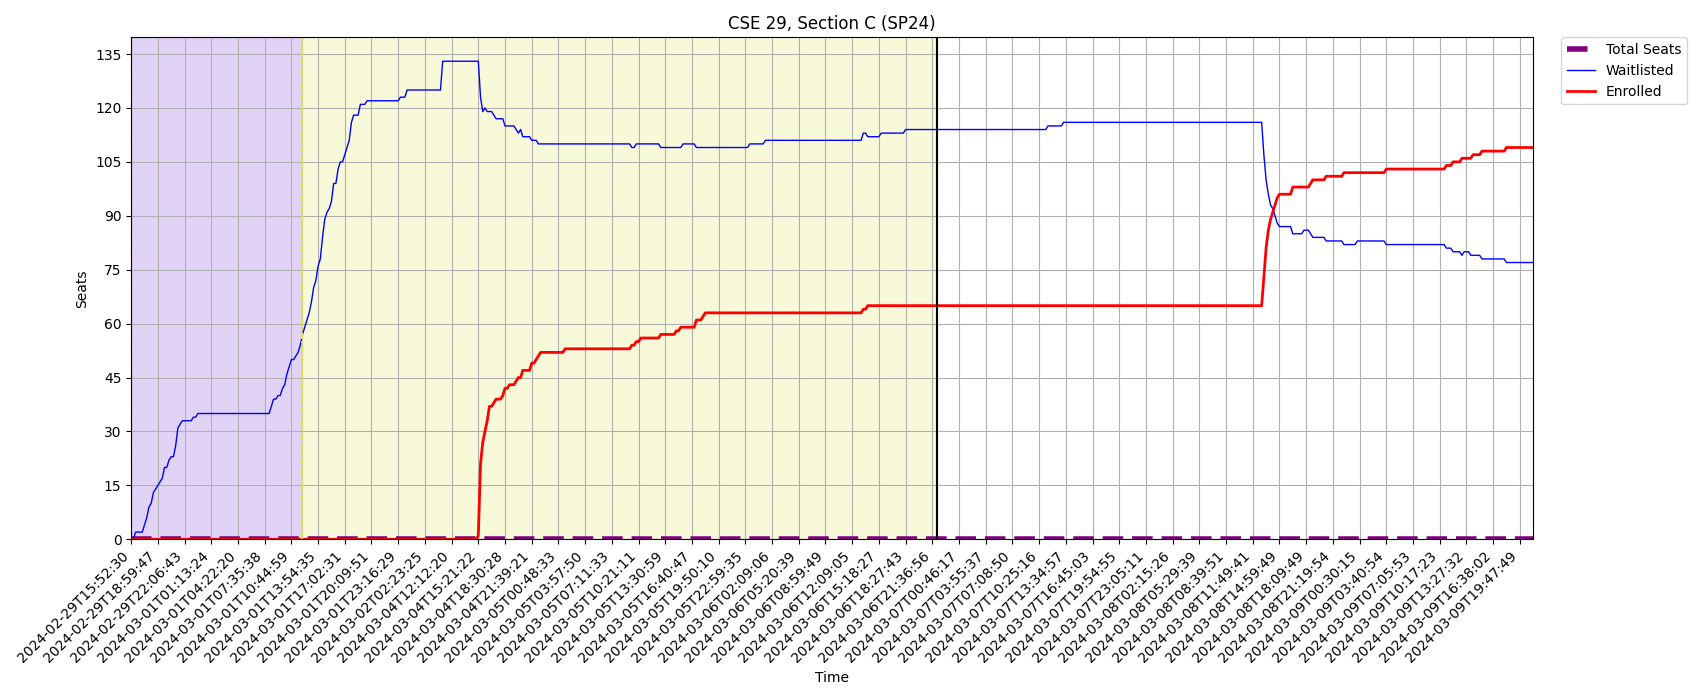 CSE 29, Section C (SP24)
Total Seats
Waitlisted
Enrolled
Seats
135
120
105
90
75
60
45
30
15
0
2024-02-29T15:52:30
2024-02-29T18:59:47
2024-02-29T22:06:43
2024-03-01T01:13:24
2024-03-01T04:22:20
2024-03-01T07:35:38
2024-03-01T10:44:59
2024-03-01T13:54:35
2024-03-01T17:02:31
2024-03-01T20:09:51
2024-03-01T23:16:29
2024-03-02T02:23:25
2024-03-04T12:12:20
2024-03-04T15:21:22
2024-03-04T18:30:28
2024-03-04T21:39:21
2024-03-05T00:48:33
2024-03-05T03:57:50
2024-03-05T07:11:33
2024-03-05T10:21:11
2024-03-05T13:30:59
2024-03-05T16:40:47
2024-03-05T19:50:10
2024-03-05T22:59:35
2024-03-06T02:09:06
2024-03-06T05:20:39
2024-03-06T08:59:49
2024-03-06T12:09:05
2024-03-06T15:18:27
2024-03-06T18:27:43
2024-03-06T21:36:56
2024-03-07T00:46:17
2024-03-07T03:55:37
2024-03-07T07:08:50
2024-03-07T10:25:16
2024-03-07T13:34:57
2024-03-07T16:45:03
2024-03-07T19:54:55
2024-03-07T23:05:11
2024-03-08T02:15:26
2024-03-08T05:29:39
2024-03-08T08:39:51
2024-03-08T11:49:41
2024-03-08T14:59:49
2024-03-08T18:09:49
2024-03-08T21:19:54
2024-03-09T00:30:15
2024-03-09T03:40:54
2024-03-09T07:05:53
2024-03-09T10:17:23
2024-03-09T13:27:32
2024-03-09T16:38:02
2024-03-09T19:47:49
Time